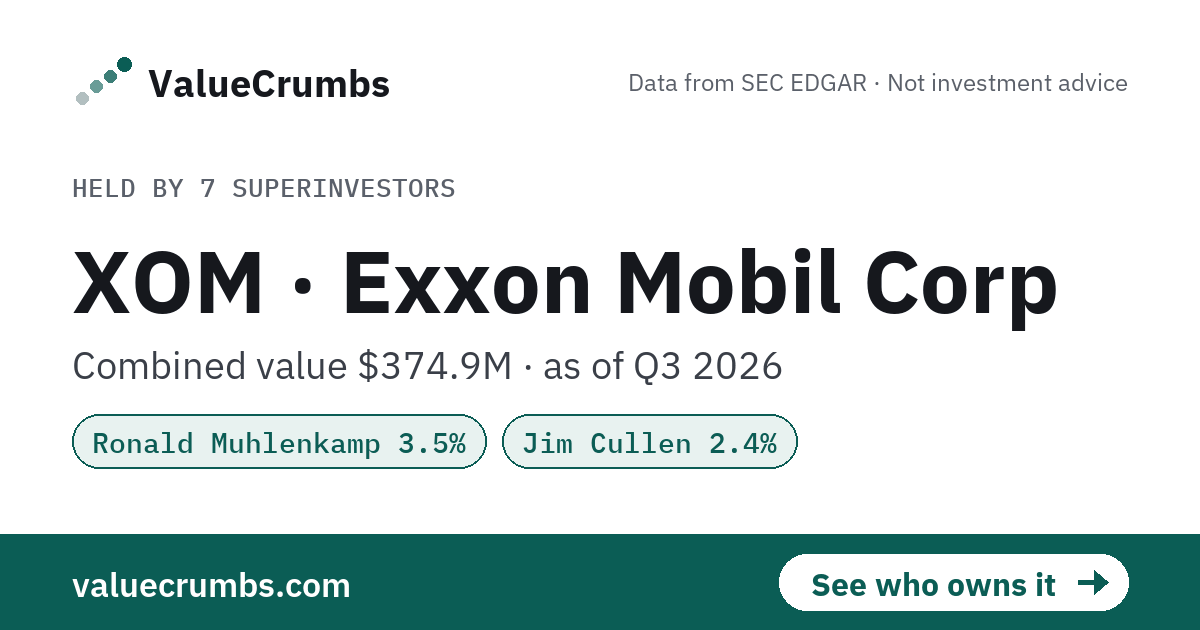 ValueCrumbs
Data from SEC EDGAR · Not investment advice
HELD BY 7 SUPERINVESTORS
XOM · Exxon Mobil Corp
Combined value $374.9M · as of Q3 2026
Ronald Muhlenkamp 3.5%
Jim Cullen 2.4%
valuecrumbs.com
See who owns it →